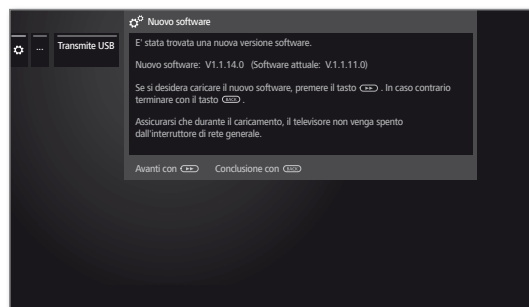 Nuovo software
... Transmite USB
E' stata trovata una nuova versione software.
Nuovo software: V1.1.14.0 (Software attuale: V.1.1.11.0)
Se si desidera caricare il nuovo software, premere il tasto ▶▶ . In caso contrario
terminare con il tasto BACK .
Assicurarsi che durante il caricamento, il televisore non venga spento
dall'interruttore di rete generale.
Avanti con ▶▶ Conclusione con BACK